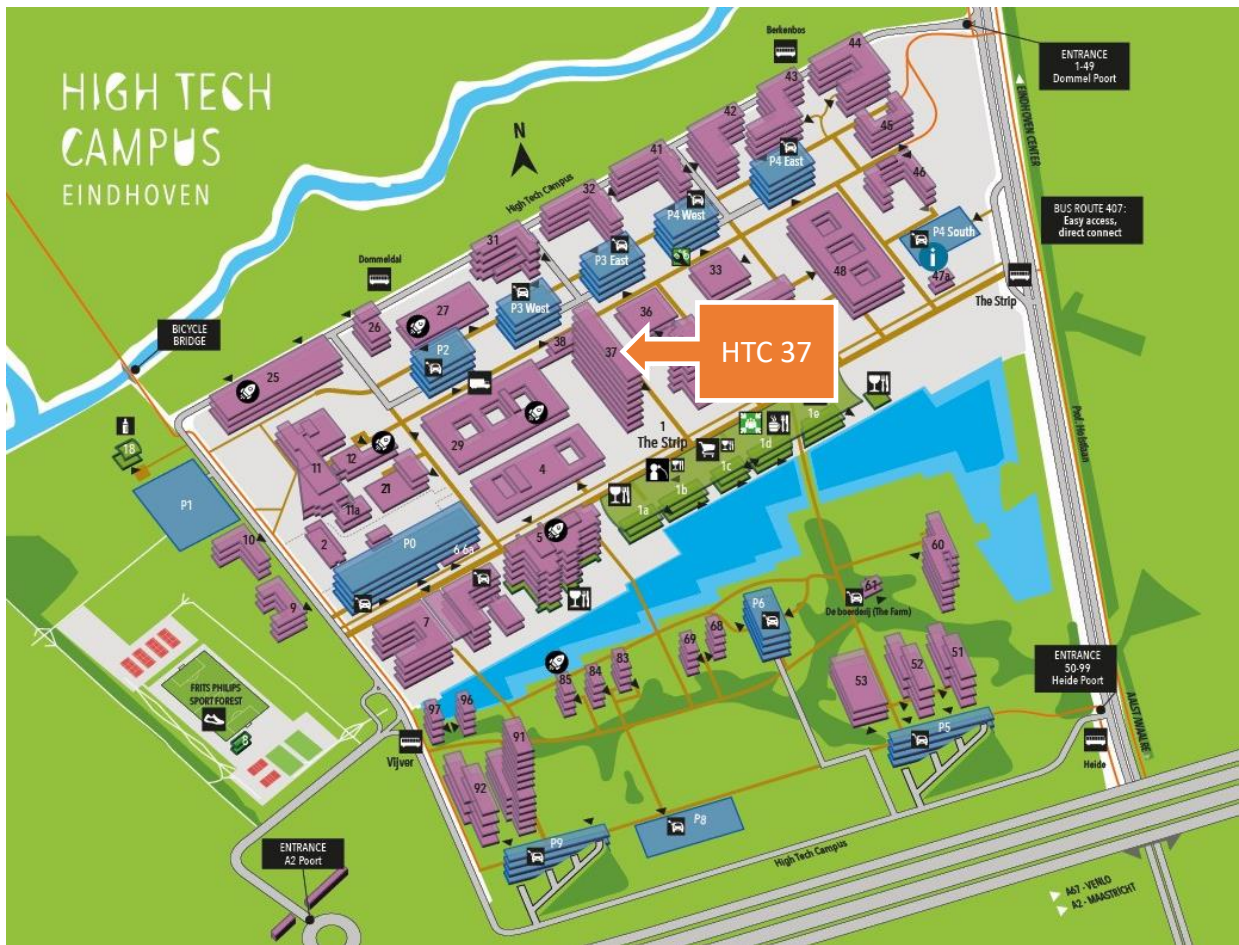 HIGH TECH
CAMPUS
EINDHOVEN
N
Berkenbos
ENTRANCE
1-49
Dommel Poort
EINDHOVEN CENTER
BUS ROUTE 407:
Easy access,
direct connect
High Tech Campus
Dommeldal
BICYCLE
BRIDGE
44
43
42
41
45
46
32
31
P4 East
P4 West
P4 South
P3 East
P3 West
i
47a
48
33
The Strip
27
26
36
P2
38
37
HTC 37
25
29
18
12
11
21
11a
4
1
The Strip
1e
1d
1c
1b
1a
P1
10
2
P0
6
6a
5
9
7
60
61
De boerderij (The Farm)
P6
68
69
83
84
85
51
52
53
ENTRANCE
50-99
Heide Poort
P5
Heide
AALST/WAALRE
FRITS PHILIPS
SPORT FOREST
8
97
96
Vijver
91
92
P9
P8
High Tech Campus
ENTRANCE
A2 Poort
A67 - VENLO
A2 - MAASTRICHT